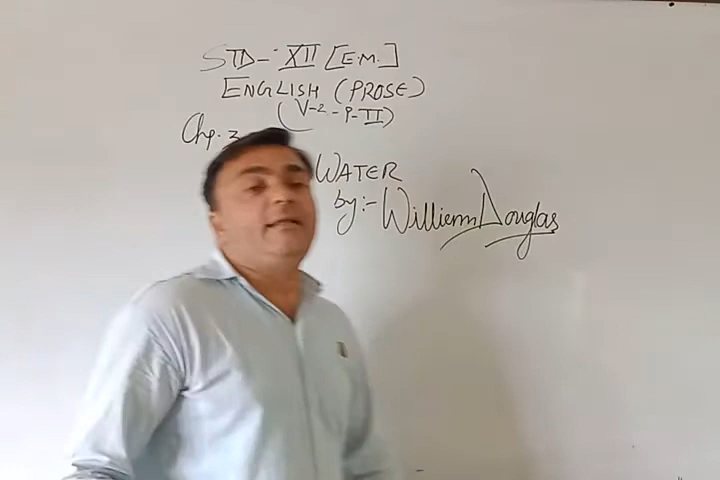 STD - XII [E.M.]
ENGLISH (PROSE)
(V-2 - P-II)
Chp. 3
WATER
by:- William Douglas